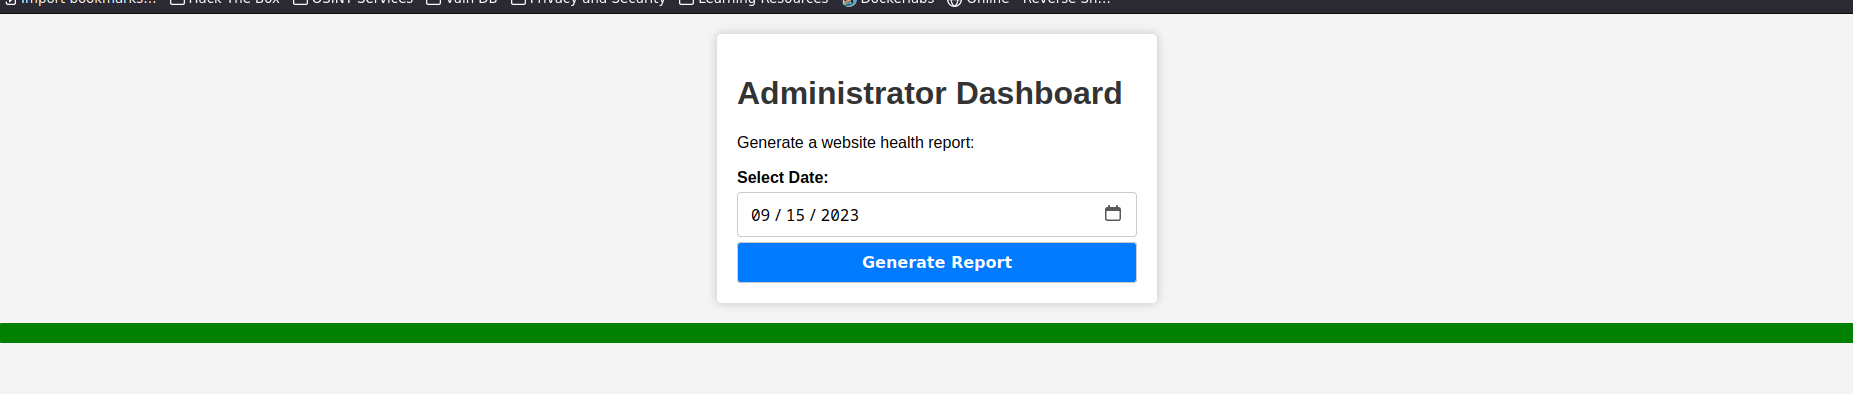 Import bookmarks... Hack The Box OSINT Services Vuln DB Privacy and Security Learning Resources Dockerlabs Online - Reverse Sh...
Administrator Dashboard
Generate a website health report:
Select Date:
09 / 15 / 2023
Generate Report